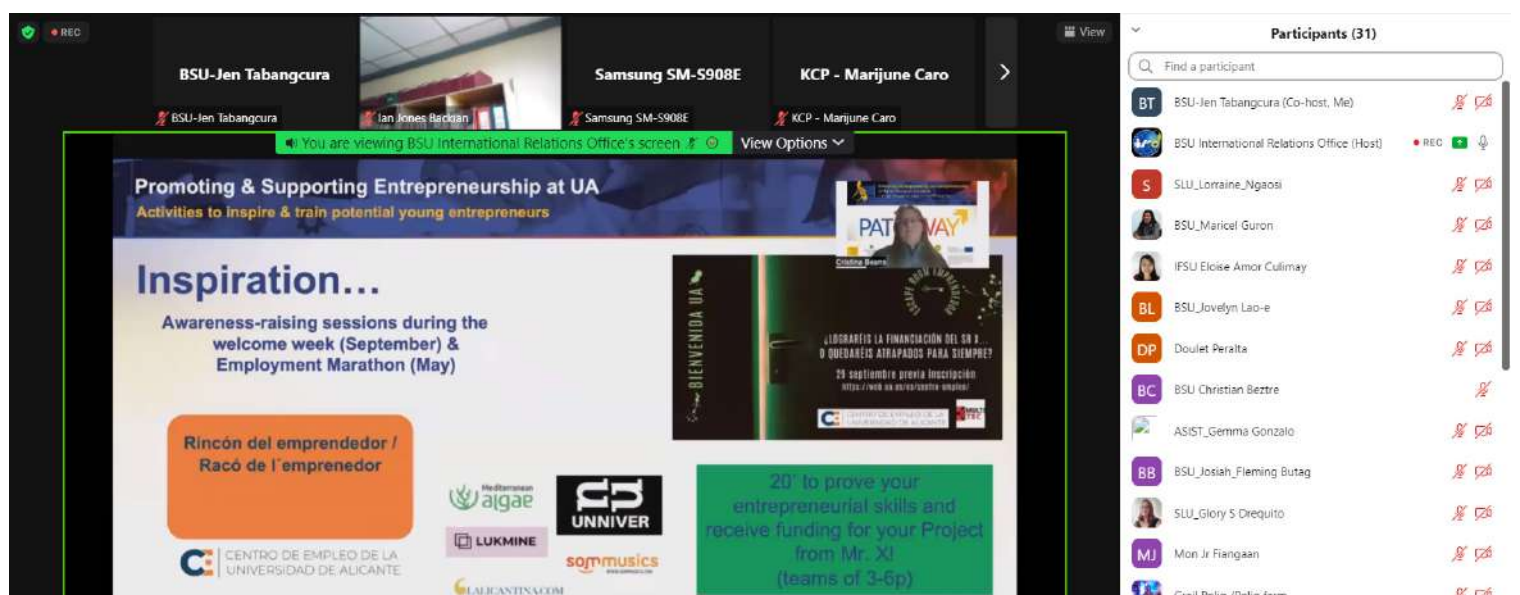 REC
View
BSU-Jen Tabangcura
Samsung SM-S908E
KCP - Marijune Caro
BSU-Jen Tabangcura
Ian Jones Backian
Samsung SM-S908E
KCP - Marijune Caro
You are viewing BSU International Relations Office's screen
View Options
Promoting & Supporting Entrepreneurship at UA
Activities to inspire & train potential young entrepreneurs
PATHWAY
Inspiration...
Awareness-raising sessions during the
welcome week (September) &
Employment Marathon (May)
BIENVENIDA UA
ESCAPE ROOM EMPRENDEDOR
¿LOGRARÉIS LA FINANCIACIÓN DEL SR X...
O QUEDARÉIS ATRAPADOS PARA SIEMPRE?
29 septiembre previa inscripción
Rincón del emprendedor /
Racó de l´emprenedor
CENTRO DE EMPLEO DE LA
UNIVERSIDAD DE ALICANTE
Mediterranean
algae
UNNIVER
LUKMINE
sommusics
LALICANTINA.COM
20' to prove your
entrepreneurial skills and
receive funding for your Project
from Mr. X!
(teams of 3-6p)
Participants (31)
Find a participant
BT BSU-Jen Tabangcura (Co-host, Me)
BSU International Relations Office (Host) REC
S SLU_Lorraine_Ngaosi
BSU_Maricel Guron
IFSU Eloise Amor Culimay
BL BSU_Jovelyn Lao-e
DP Doulet Peralta
BC BSU Christian Beztre
ASIST_Gemma Gonzalo
BB BSU_Josiah_Fleming Butag
SLU_Glory S Drequito
MJ Mon Jr Fiangaan